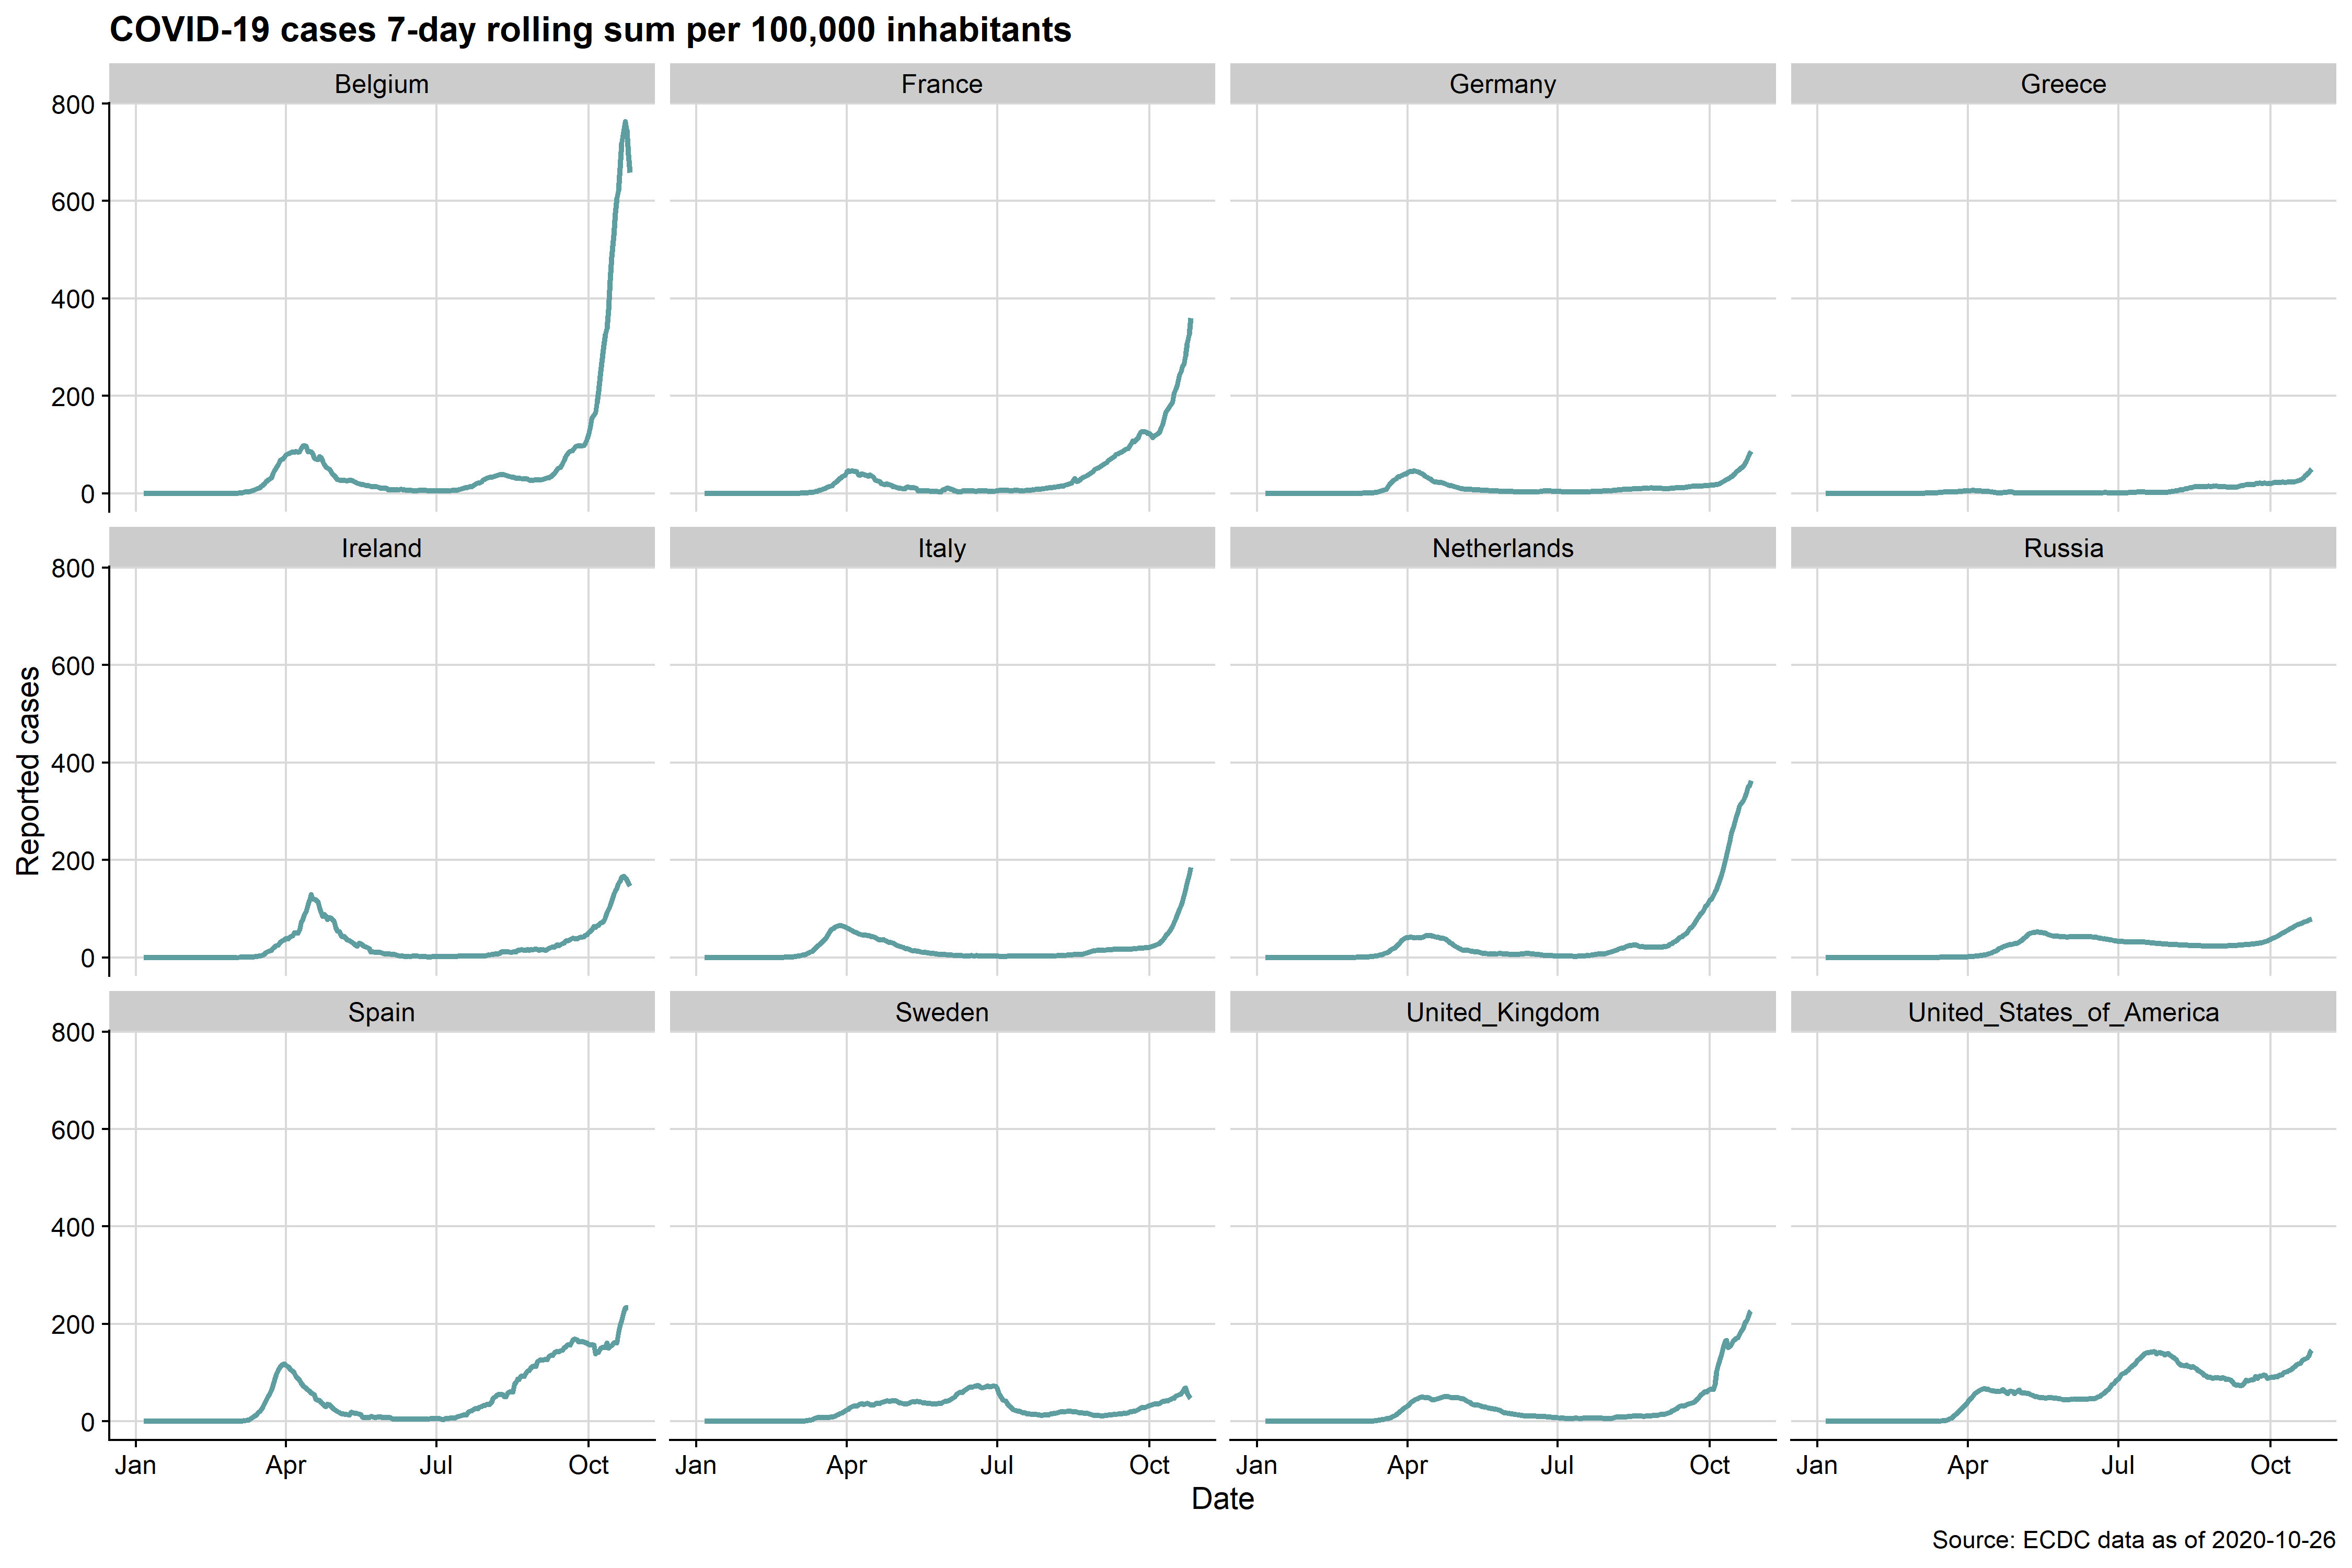 COVID-19 cases 7-day rolling sum per 100,000 inhabitants
Belgium France Germany Greece
800
600
400
200
0
Ireland Italy Netherlands Russia
800
600
400
200
0
Reported cases
Spain Sweden United_Kingdom United_States_of_America
800
600
400
200
0
Jan Apr Jul Oct Jan Apr Jul Oct Jan Apr Jul Oct Jan Apr Jul Oct
Date
Source: ECDC data as of 2020-10-26